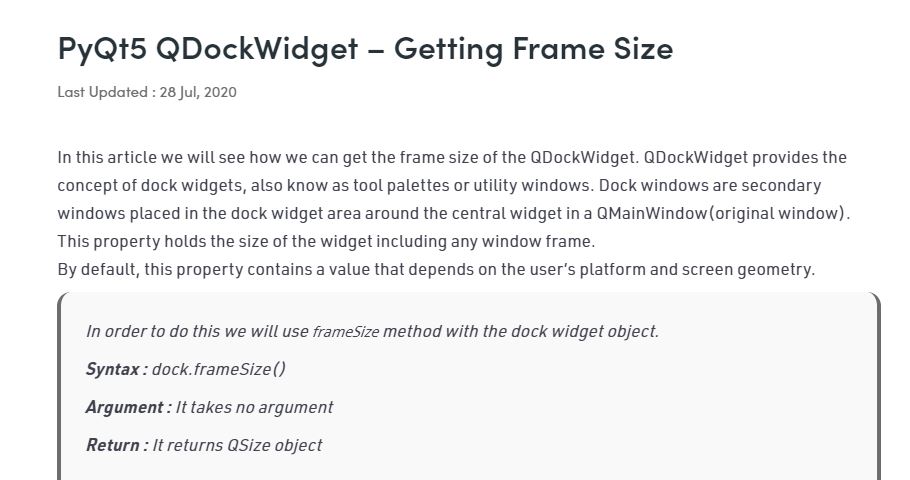 PyQt5 QDockWidget – Getting Frame Size
Last Updated : 28 Jul, 2020
In this article we will see how we can get the frame size of the QDockWidget. QDockWidget provides the
concept of dock widgets, also know as tool palettes or utility windows. Dock windows are secondary
windows placed in the dock widget area around the central widget in a QMainWindow(original window).
This property holds the size of the widget including any window frame.
By default, this property contains a value that depends on the user’s platform and screen geometry.
In order to do this we will use frameSize method with the dock widget object.
Syntax : dock.frameSize()
Argument : It takes no argument
Return : It returns QSize object